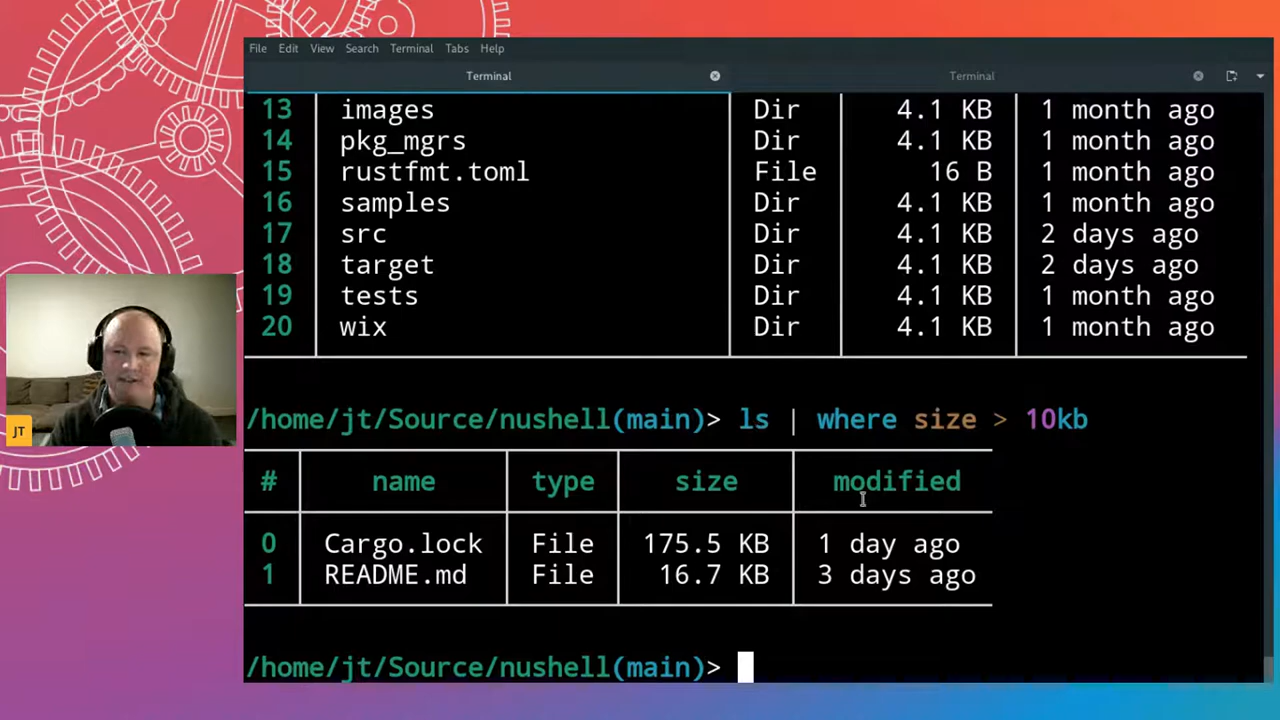 File Edit View Search Terminal Tabs Help
Terminal Terminal
13 images Dir 4.1 KB 1 month ago
14 pkg_mgrs Dir 4.1 KB 1 month ago
15 rustfmt.toml File 16 B 1 month ago
16 samples Dir 4.1 KB 1 month ago
17 src Dir 4.1 KB 2 days ago
18 target Dir 4.1 KB 2 days ago
19 tests Dir 4.1 KB 1 month ago
20 wix Dir 4.1 KB 1 month ago
/home/jt/Source/nushell(main)> ls | where size > 10kb
# name type size modified
0 Cargo.lock File 175.5 KB 1 day ago
1 README.md File 16.7 KB 3 days ago
/home/jt/Source/nushell(main)>
JT